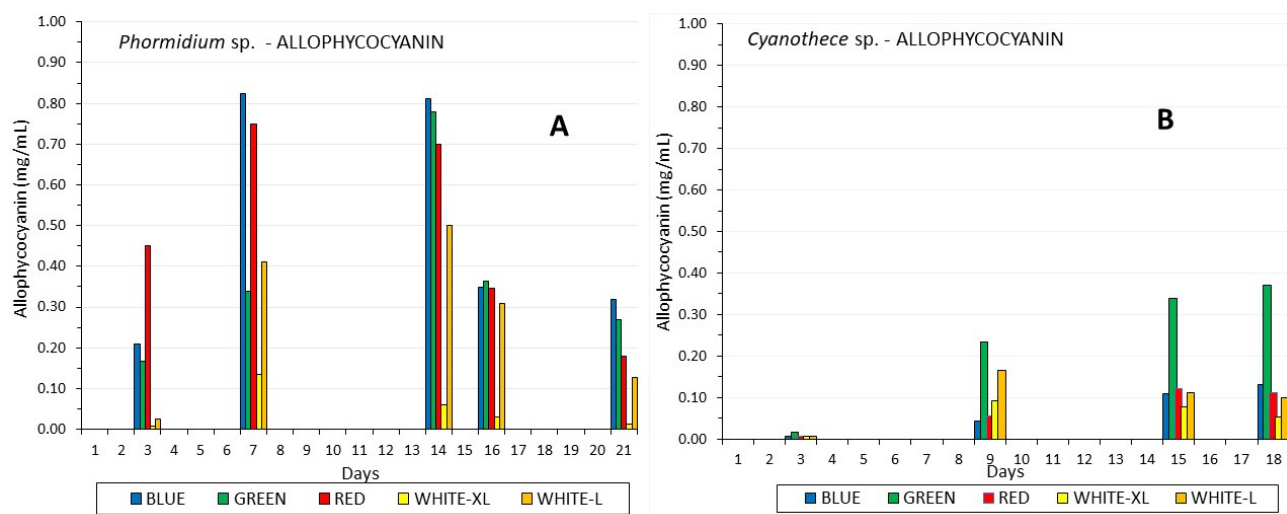 Phormidium sp. - ALLOPHYCOCYANIN
A
Allophycocyanin (mg/mL)
1.00
0.90
0.80
0.70
0.60
0.50
0.40
0.30
0.20
0.10
0.00
1 2 3 4 5 6 7 8 9 10 11 12 13 14 15 16 17 18 19 20 21
Days
BLUE GREEN RED WHITE-XL WHITE-L
Cyanothece sp. - ALLOPHYCOCYANIN
B
Allophycocyanin (mg/mL)
1.00
0.90
0.80
0.70
0.60
0.50
0.40
0.30
0.20
0.10
0.00
1 2 3 4 5 6 7 8 9 10 11 12 13 14 15 16 17 18
Days
BLUE GREEN RED WHITE-XL WHITE-L